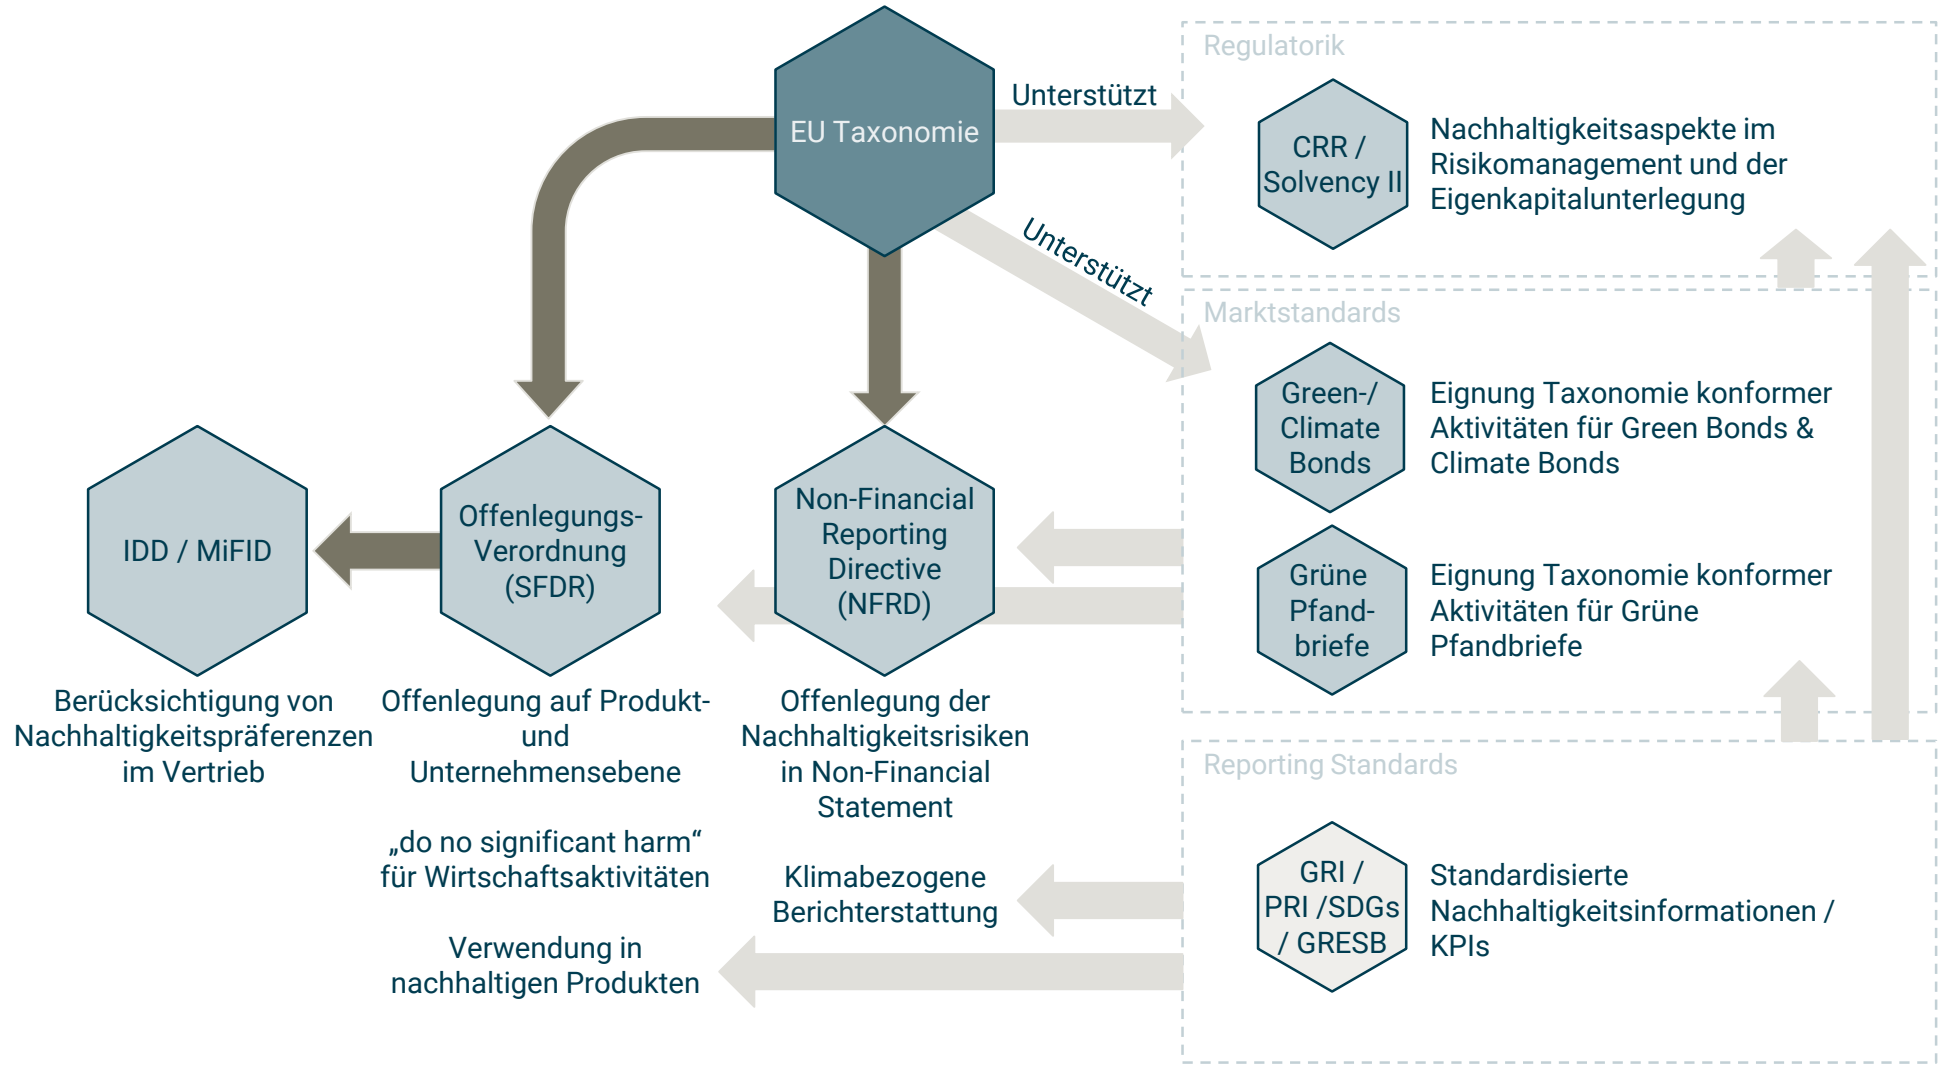 EU Taxonomie
Unterstützt
Unterstützt
Regulatorik
CRR /
Solvency II
Nachhaltigkeitsaspekte im
Risikomanagement und der
Eigenkapitalunterlegung
Marktstandards
Green-/
Climate
Bonds
Eignung Taxonomie konformer
Aktivitäten für Green Bonds &
Climate Bonds
Grüne
Pfand-
briefe
Eignung Taxonomie konformer
Aktivitäten für Grüne
Pfandbriefe
IDD / MiFID
Berücksichtigung von
Nachhaltigkeitspräferenzen
im Vertrieb
Offenlegungs-
Verordnung
(SFDR)
Offenlegung auf Produkt-
und
Unternehmensebene
„do no significant harm“
für Wirtschaftsaktivitäten
Verwendung in
nachhaltigen Produkten
Non-Financial
Reporting
Directive
(NFRD)
Offenlegung der
Nachhaltigkeitsrisiken
in Non-Financial
Statement
Klimabezogene
Berichterstattung
Reporting Standards
GRI /
PRI /SDGs
/ GRESB
Standardisierte
Nachhaltigkeitsinformationen /
KPIs